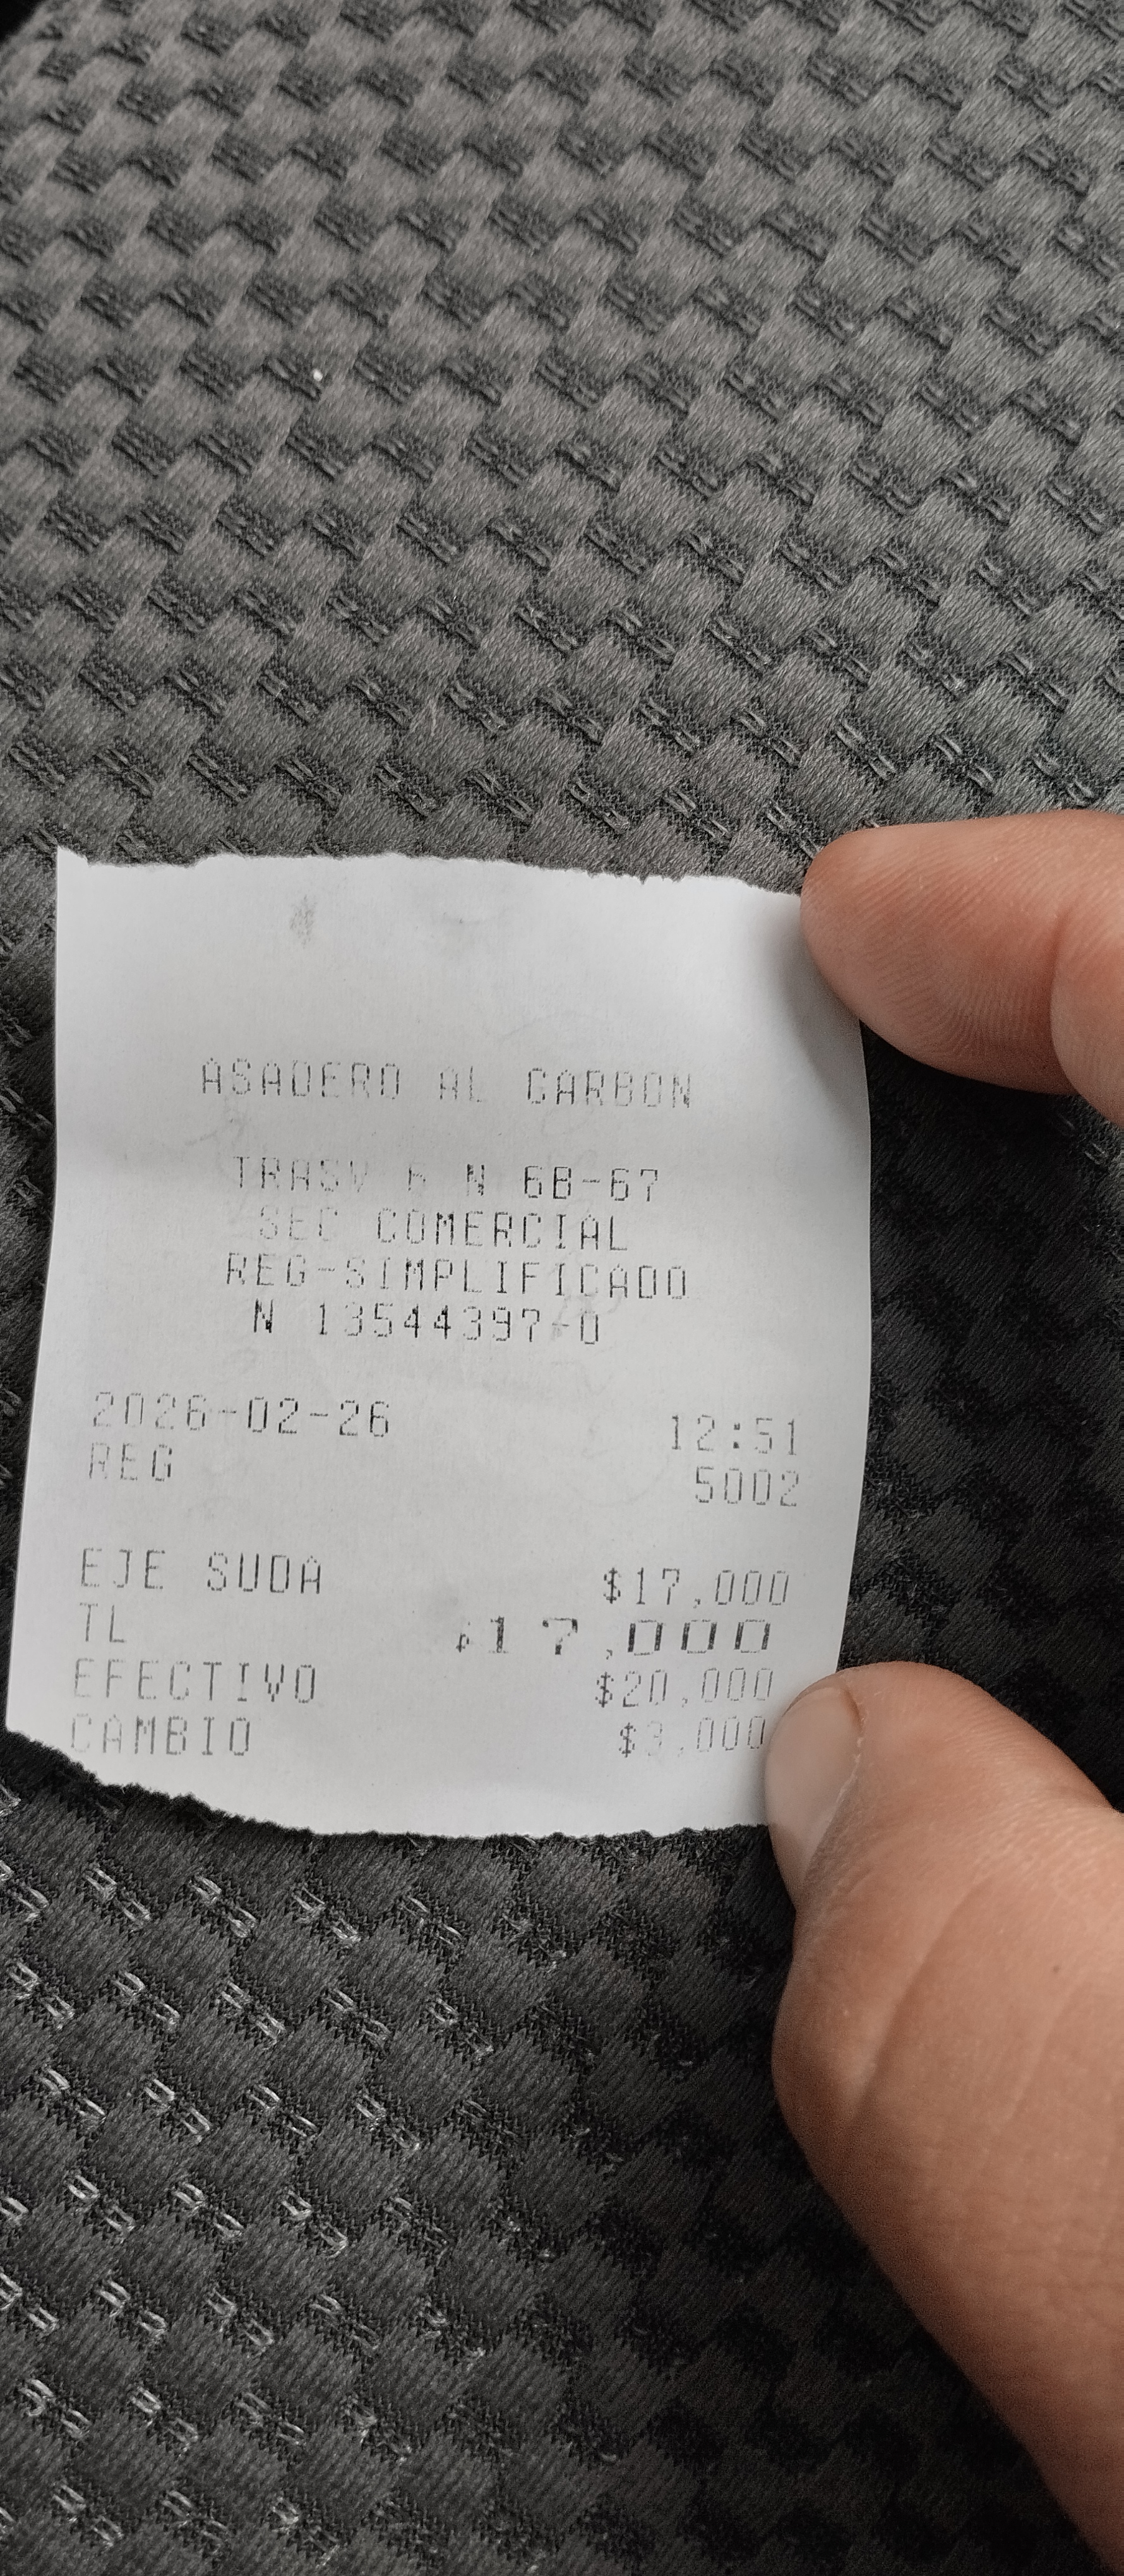 ASADERO AL CARBON
TRASV 6 N 6B-67
SEC COMERCIAL
REG-SIMPLIFICADO
N 13544397-0
2026-02-26 12:51
REG 5002
EJE SUDA $17,000
TL $17,000
EFECTIVO $20,000
CAMBIO $3,000